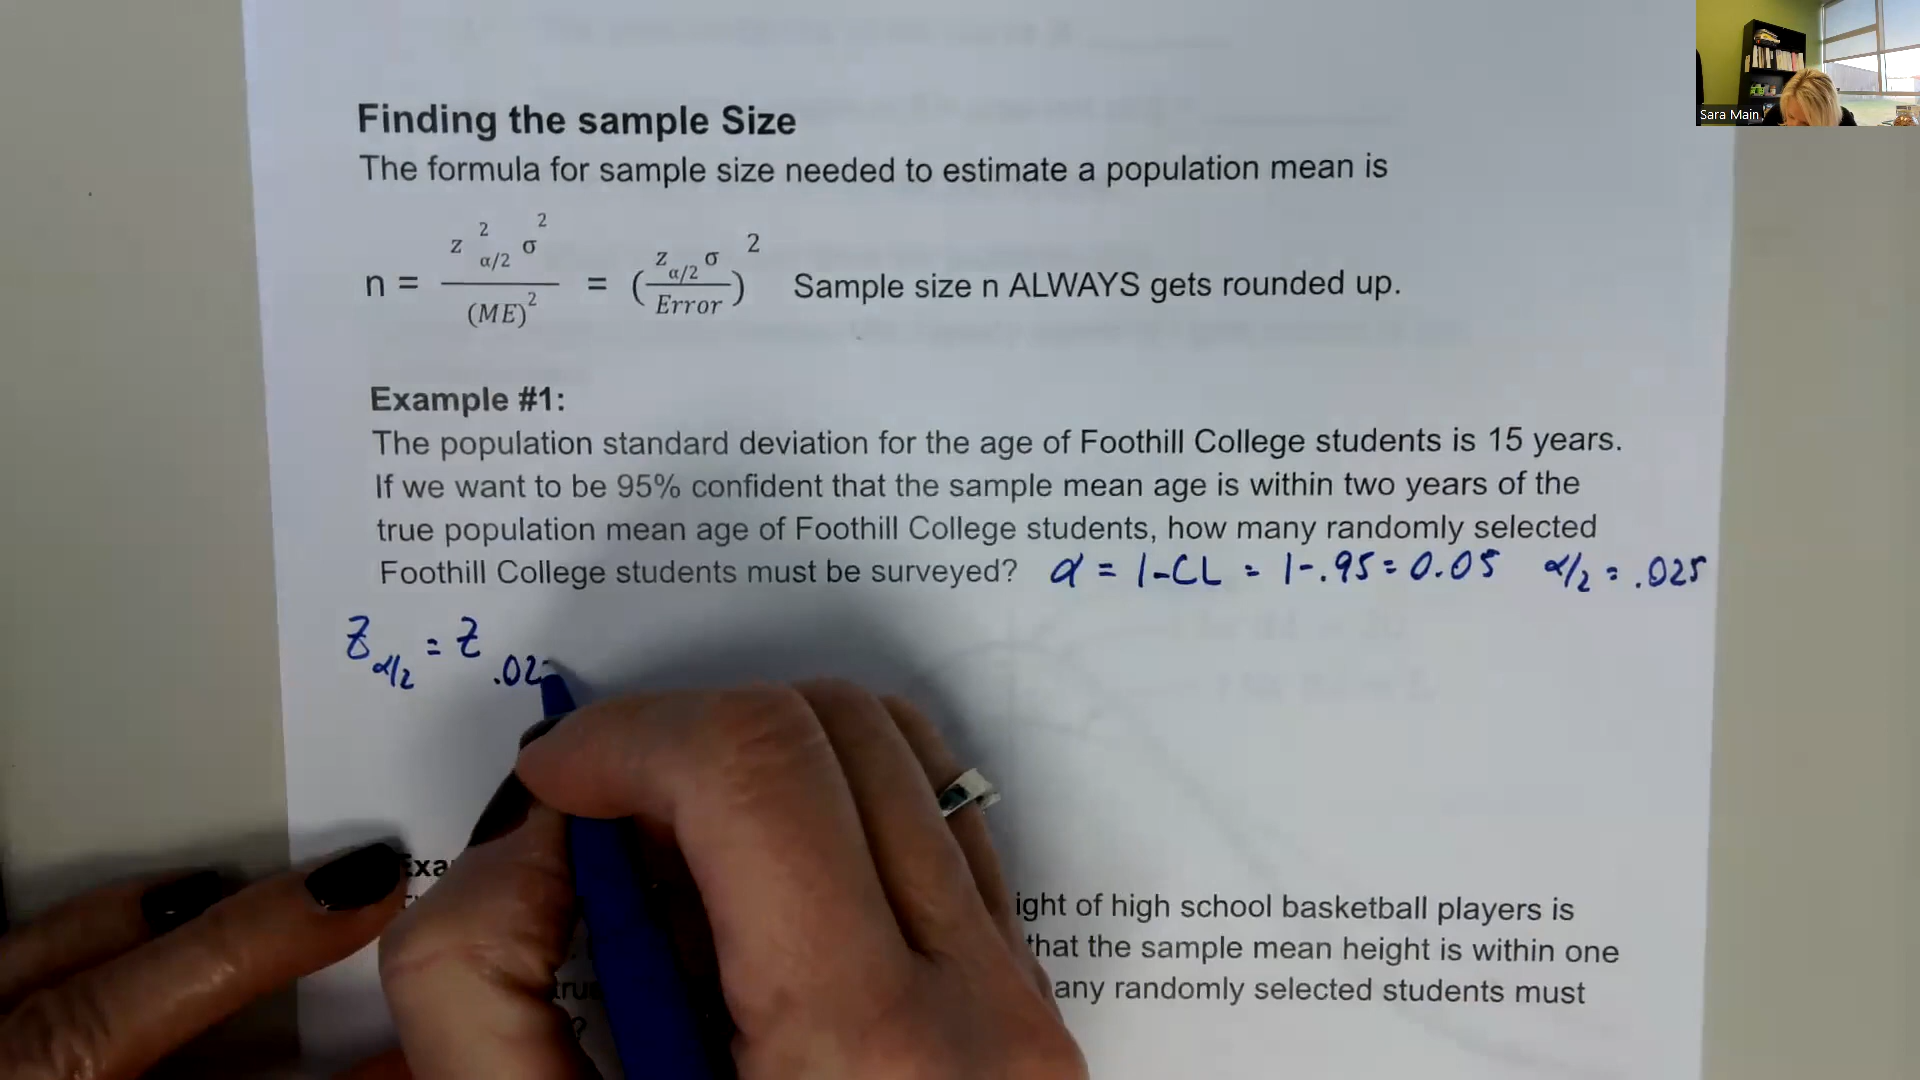 Sara Main
Finding the sample Size
The formula for sample size needed to estimate a population mean is
n = z 2 α/2 σ 2 / (ME)2 = (z α/2 σ / Error) 2 Sample size n ALWAYS gets rounded up.
Example #1:
The population standard deviation for the age of Foothill College students is 15 years.
If we want to be 95% confident that the sample mean age is within two years of the
true population mean age of Foothill College students, how many randomly selected
Foothill College students must be surveyed? α = 1-CL = 1-.95 = 0.05 α/2 = .025
Z α/2 = Z .02
ight of high school basketball players is
that the sample mean height is within one
any randomly selected students must
?